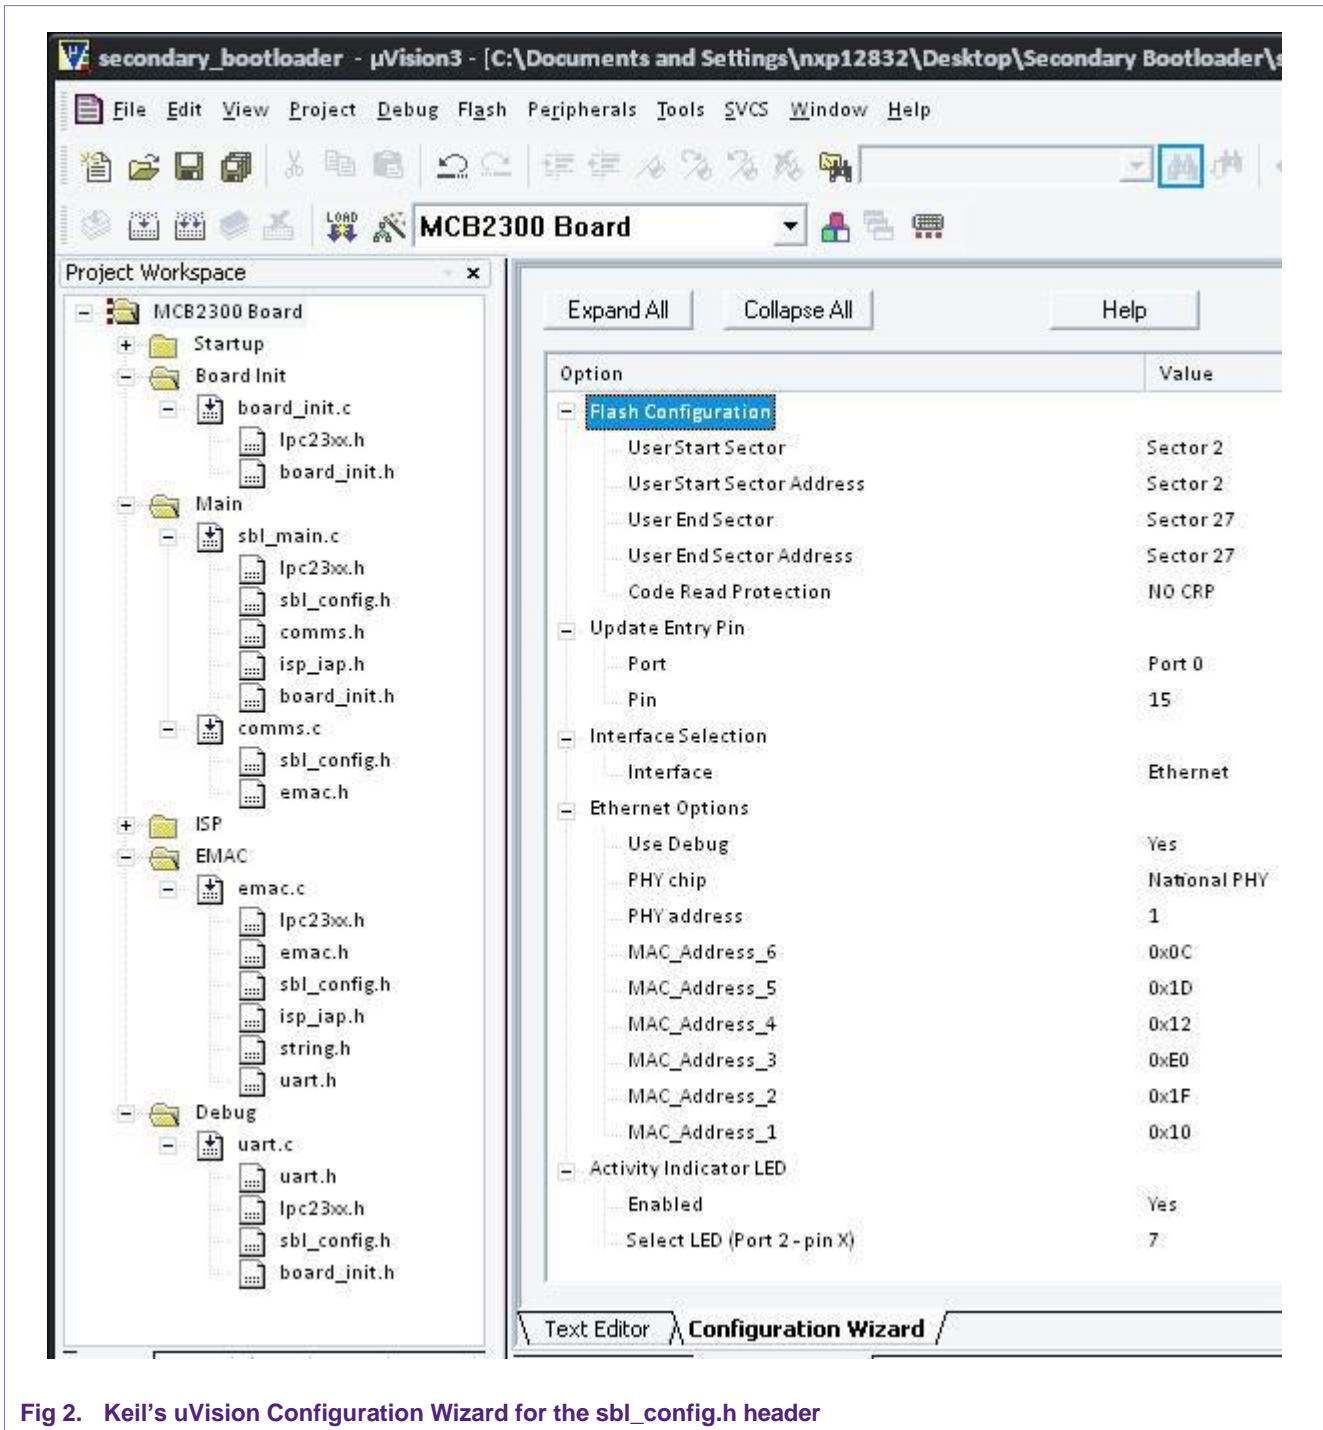 secondary_bootloader - µVision3 - [C:\Documents and Settings\nxp12832\Desktop\Secondary Bootloader\s
File Edit View Project Debug Flash Peripherals Tools SVCS Window Help
LOAD MCB2300 Board
Project Workspace
MCB2300 Board
Startup
Board Init
board_init.c
lpc23xx.h
board_init.h
Main
sbl_main.c
lpc23xx.h
sbl_config.h
comms.h
isp_iap.h
board_init.h
comms.c
sbl_config.h
emac.h
ISP
EMAC
emac.c
lpc23xx.h
emac.h
sbl_config.h
isp_iap.h
string.h
uart.h
Debug
uart.c
uart.h
lpc23xx.h
sbl_config.h
board_init.h
Expand All Collapse All Help
Option Value
Flash Configuration
User Start Sector Sector 2
User Start Sector Address Sector 2
User End Sector Sector 27
User End Sector Address Sector 27
Code Read Protection NO CRP
Update Entry Pin
Port Port 0
Pin 15
Interface Selection
Interface Ethernet
Ethernet Options
Use Debug Yes
PHY chip National PHY
PHY address 1
MAC_Address_6 0x0C
MAC_Address_5 0x1D
MAC_Address_4 0x12
MAC_Address_3 0xE0
MAC_Address_2 0x1F
MAC_Address_1 0x10
Activity Indicator LED
Enabled Yes
Select LED (Port 2 - pin X) 7
Text Editor Configuration Wizard
Fig 2. Keil's uVision Configuration Wizard for the sbl_config.h header